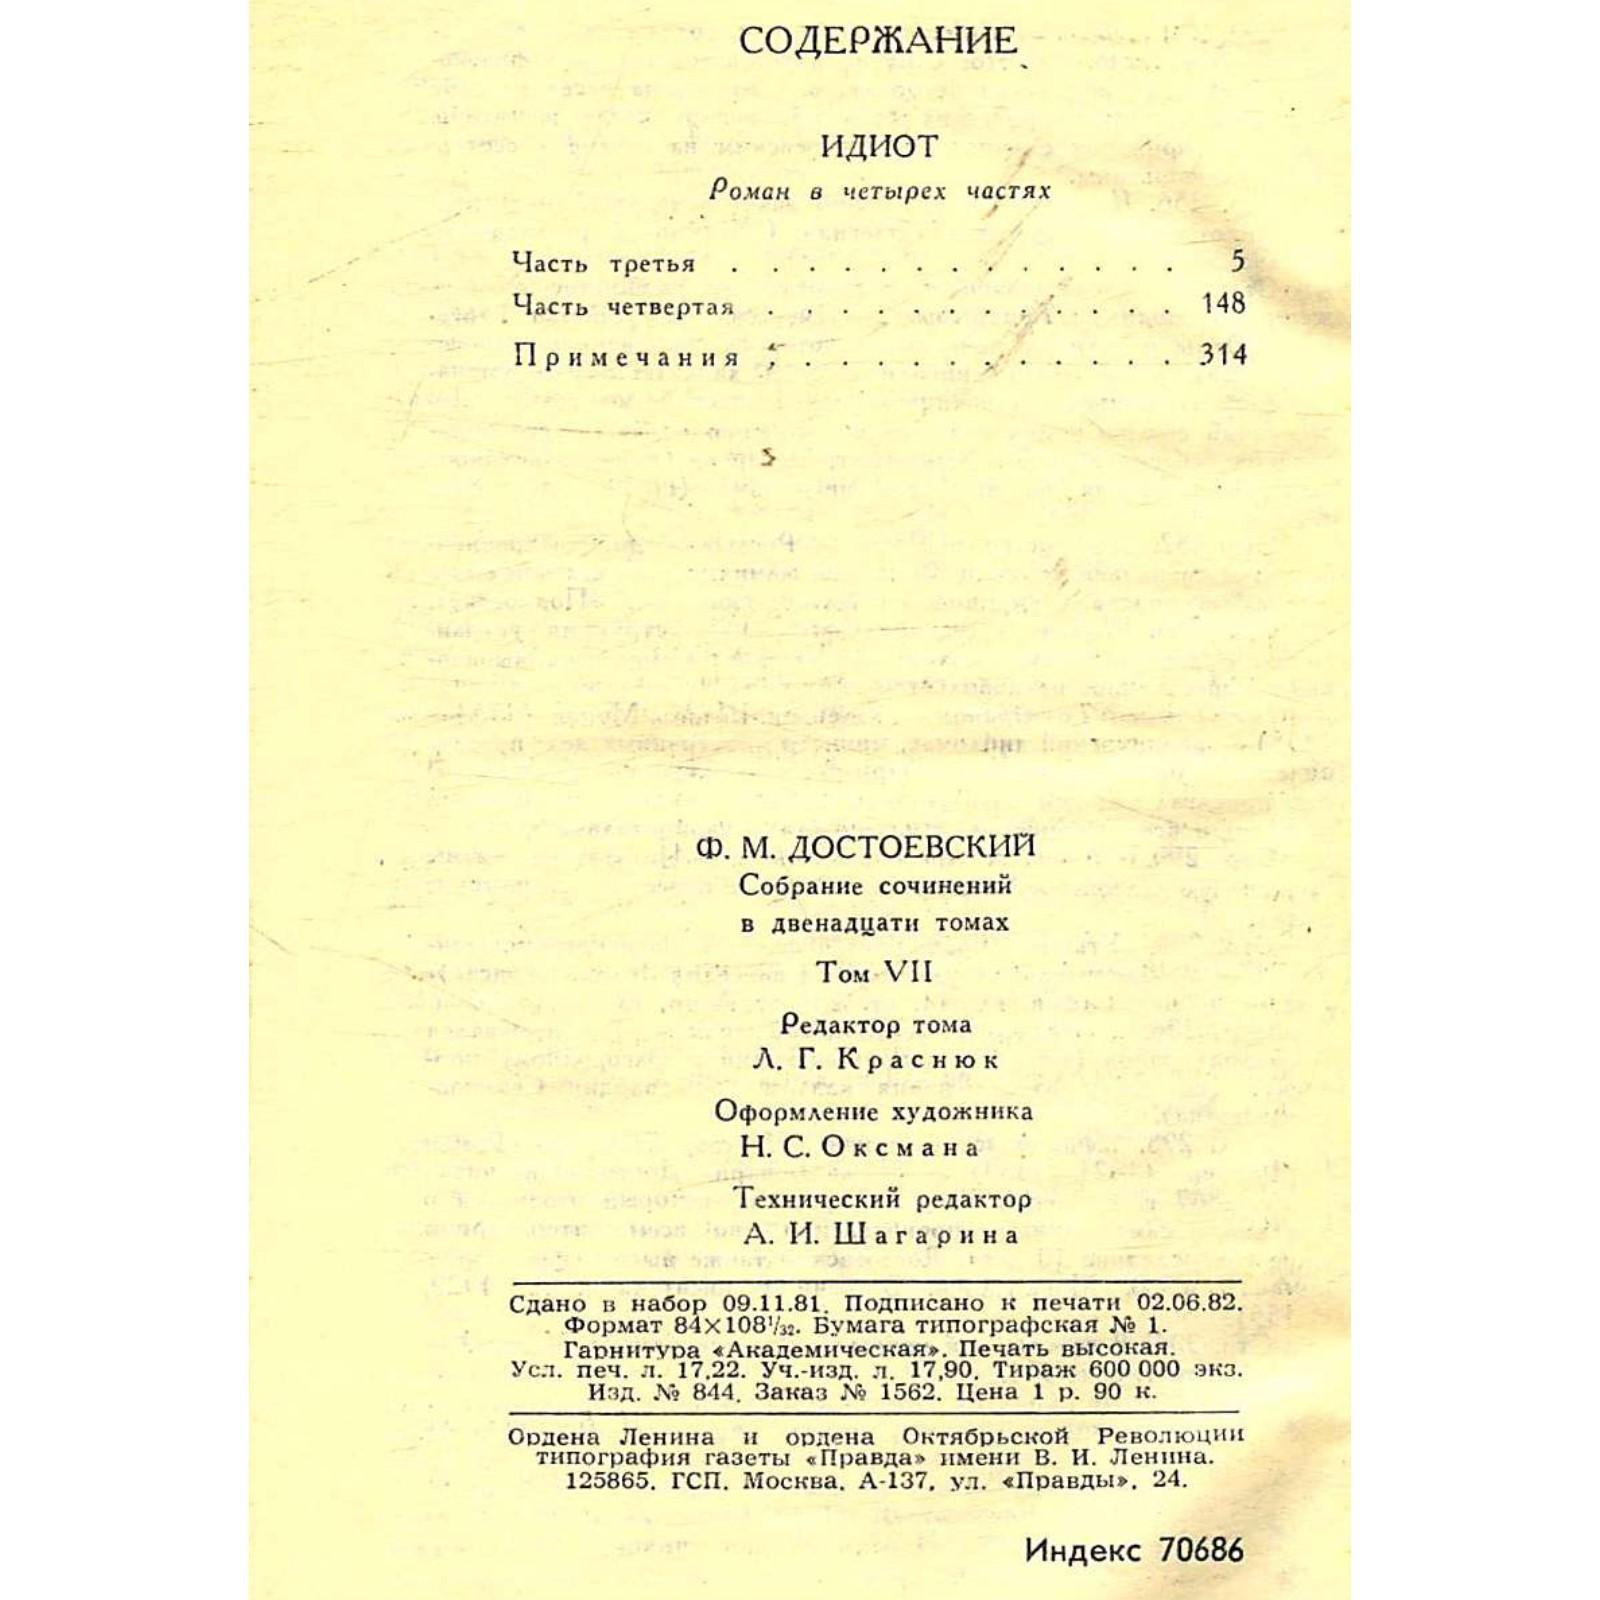 СОДЕРЖАНИЕ
ИДИОТ
Роман в четырех частях
Часть третья . . . . . . . . . . . . . 5
Часть четвертая . . . . . . . . . . . . 148
Примечания . . . . . . . . . . . . 314
Ф. М. ДОСТОЕВСКИЙ
Собрание сочинений
в двенадцати томах
Том VII
Редактор тома
Л. Г. Краснюк
Оформление художника
Н. С. Оксмана
Технический редактор
А. И. Шагарина
Сдано в набор 09.11.81. Подписано к печати 02.06.82.
Формат 84×108¹/₃₂. Бумага типографская № 1.
Гарнитура «Академическая». Печать высокая.
Усл. печ. л. 17,22. Уч.-изд. л. 17,90. Тираж 600 000 экз.
Изд. № 844. Заказ № 1562. Цена 1 р. 90 к.
Ордена Ленина и ордена Октябрьской Революции
типография газеты «Правда» имени В. И. Ленина.
125865. ГСП. Москва. А-137, ул. «Правды», 24.
Индекс 70686